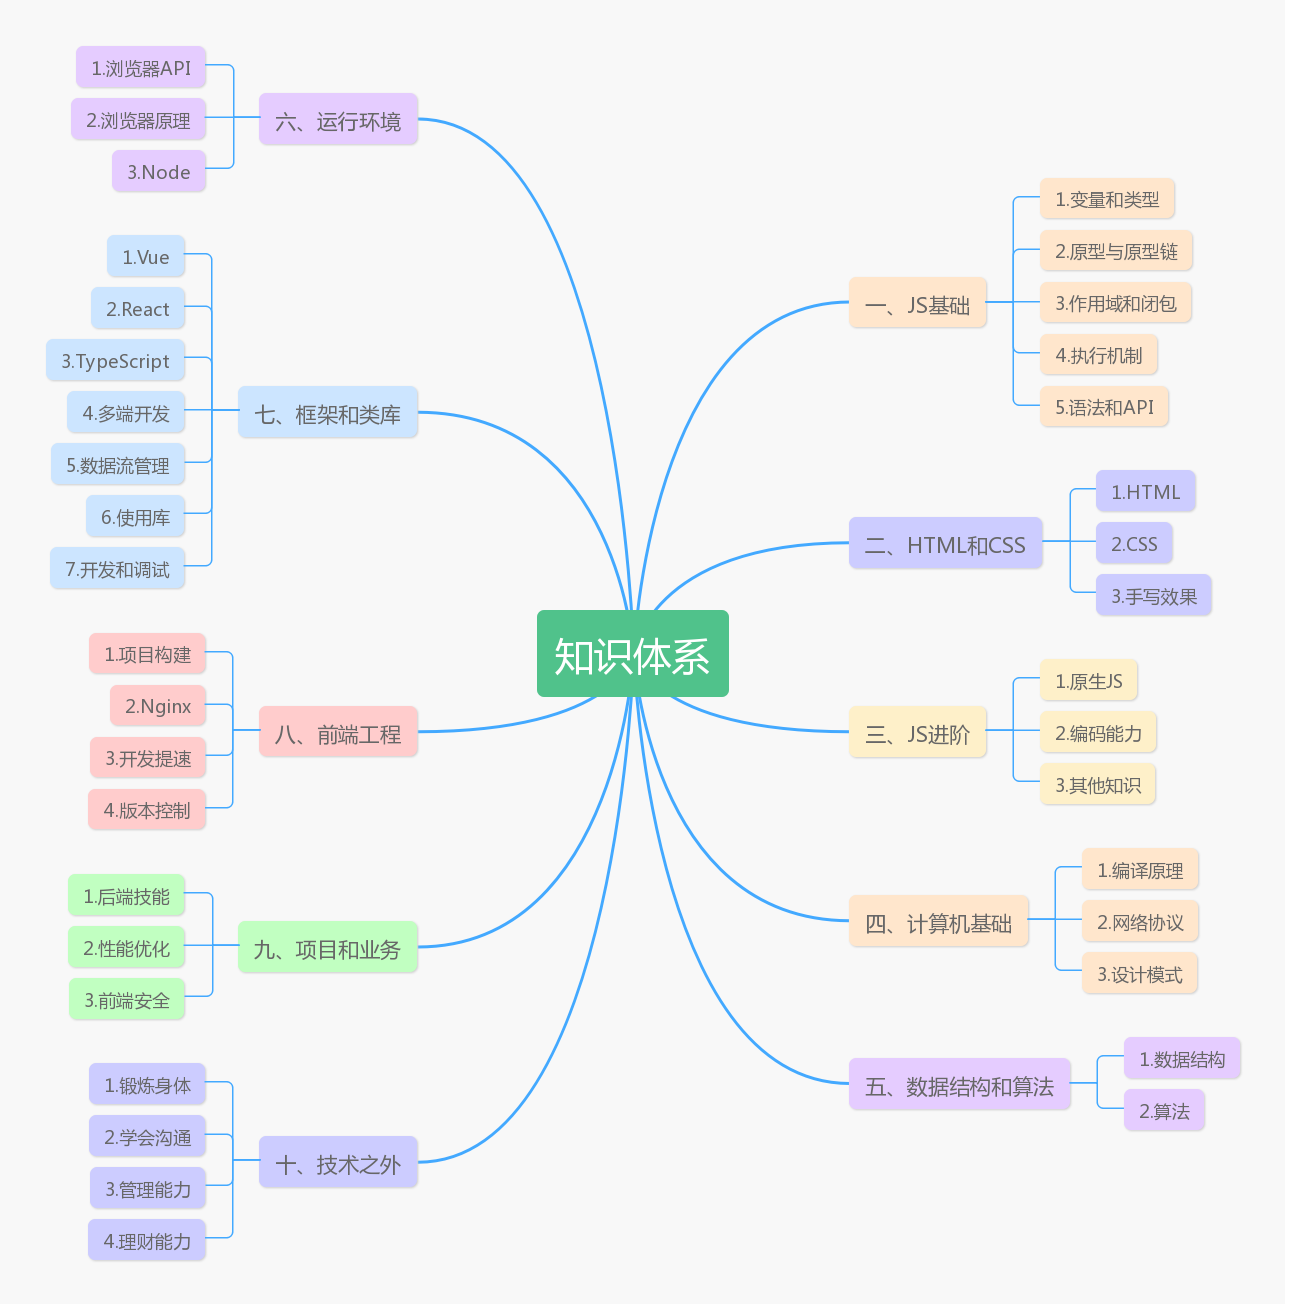 知识体系
一、JS基础
1.变量和类型
2.原型与原型链
3.作用域和闭包
4.执行机制
5.语法和API
二、HTML和CSS
1.HTML
2.CSS
3.手写效果
三、JS进阶
1.原生JS
2.编码能力
3.其他知识
四、计算机基础
1.编译原理
2.网络协议
3.设计模式
五、数据结构和算法
1.数据结构
2.算法
六、运行环境
1.浏览器API
2.浏览器原理
3.Node
七、框架和类库
1.Vue
2.React
3.TypeScript
4.多端开发
5.数据流管理
6.使用库
7.开发和调试
八、前端工程
1.项目构建
2.Nginx
3.开发提速
4.版本控制
九、项目和业务
1.后端技能
2.性能优化
3.前端安全
十、技术之外
1.锻炼身体
2.学会沟通
3.管理能力
4.理财能力